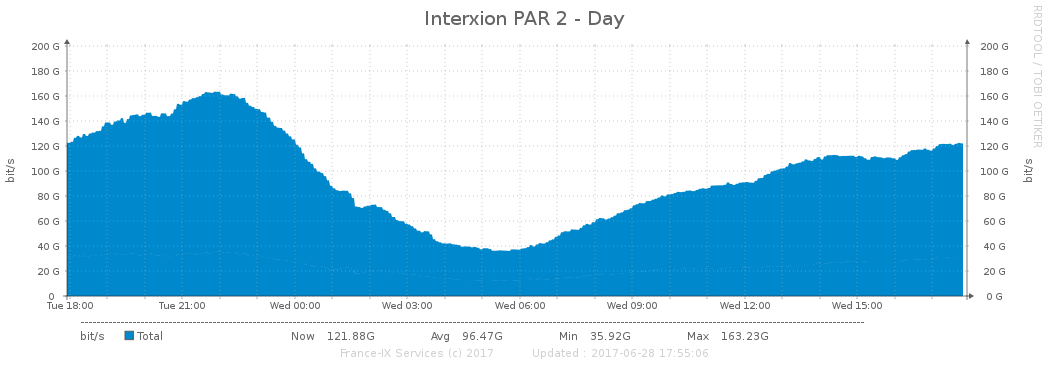 Interxion PAR 2 - Day
RRDTOOL / TOBI OETIKER
200 G 200 G
180 G 180 G
160 G 160 G
140 G 140 G
120 G 120 G
100 G 100 G
80 G 80 G
60 G 60 G
40 G 40 G
20 G 20 G
0 0 G
bit/s bit/s
Tue 18:00 Tue 21:00 Wed 00:00 Wed 03:00 Wed 06:00 Wed 09:00 Wed 12:00 Wed 15:00
bit/s Total Now 121.88G Avg 96.47G Min 35.92G Max 163.23G
France-IX Services (c) 2017 Updated : 2017-06-28 17:55:06